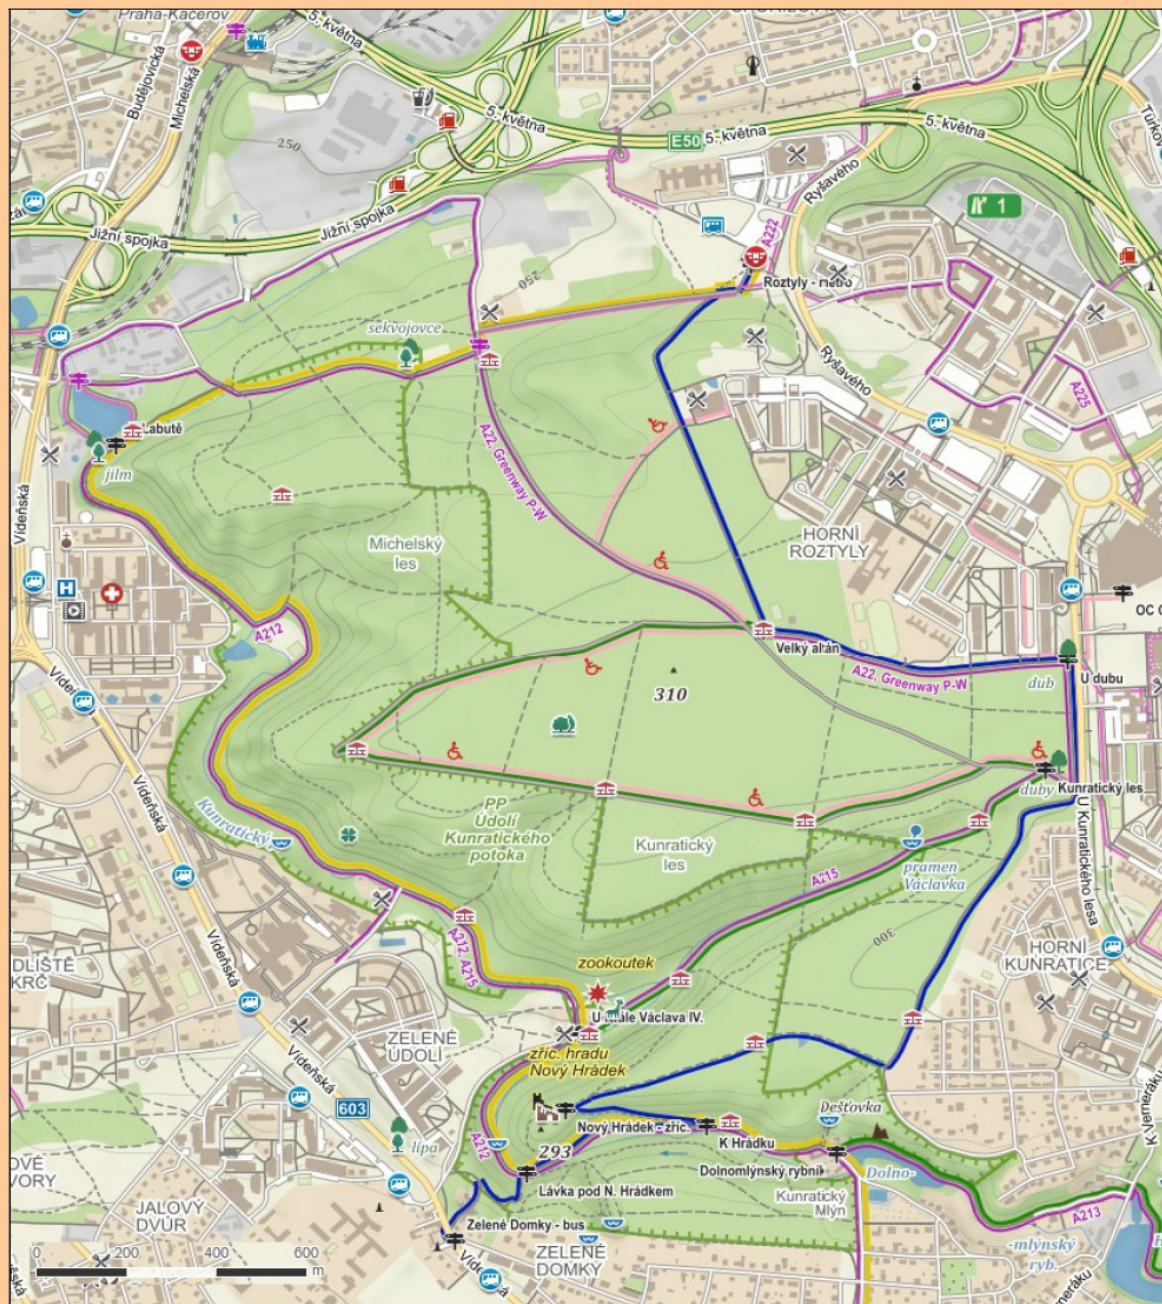 Praha-Kačerov
5. května
Budějovická
Michelská
5. května
E50
5. května
5. května
Ryšavého
250
A222
1
Jižní spojka
Jižní spojka
250
Roztyly - metro
sekvojovce
Ryšavého
A225
Labutě
jilm
Vídeňská
A22, Greenway P-W
Michelský
les
HORNÍ
ROZTYLY
H
A212
OC
Velký altán
310
A22, Greenway P-W
dub
U dubu
Vídeňská
duby
Kunratický les
PP
Údolí
Kunratického
potoka
Kunratický
Kunratický
les
pramen
Václavka
A215
U Kunratického lesa
300
HORNÍ
KUNRATICE
Vídeňská
A212, A215
zookoutek
KRČ
ZELENÉ
ÚDOLÍ
U krále Václava IV.
zříc. hradu
Nový Hrádek
Vídeňská
603
Nový Hrádek - zříc.
Dešťovka
K Hrádku
lípa
A212
293
Dolnomlýnský rybník
Dolno-
Lávka pod N. Hrádkem
Kunratický
Mlýn
K Verneráku
JALOVÝ
DVŮR
A213
Zelené Domky - bus
ZELENÉ
DOMKY
-mlýnský
ryb.
0 200 400 600
m